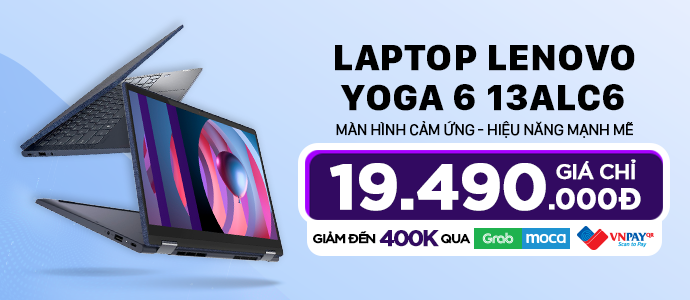 LAPTOP LENOVO
YOGA 6 13ALC6
MÀN HÌNH CẢM ỨNG - HIỆU NĂNG MẠNH MẼ
19.490.000Đ GIÁ CHỈ
GIẢM ĐẾN 400K QUA Grab moca VNPAYQR
Scan to Pay